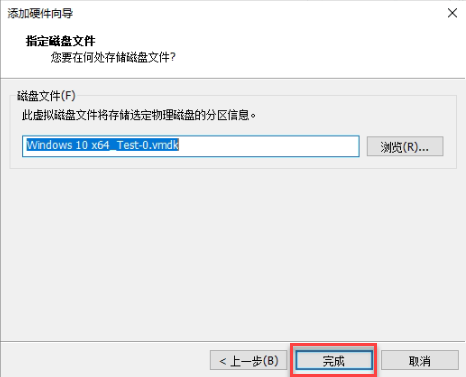 添加硬件向导
指定磁盘文件
您要在何处存储磁盘文件?
磁盘文件(F)
此虚拟磁盘文件将存储选定物理磁盘的分区信息。
Windows 10 x64_Test-0.vmdk
浏览(R)...
< 上一步(B)
完成
取消